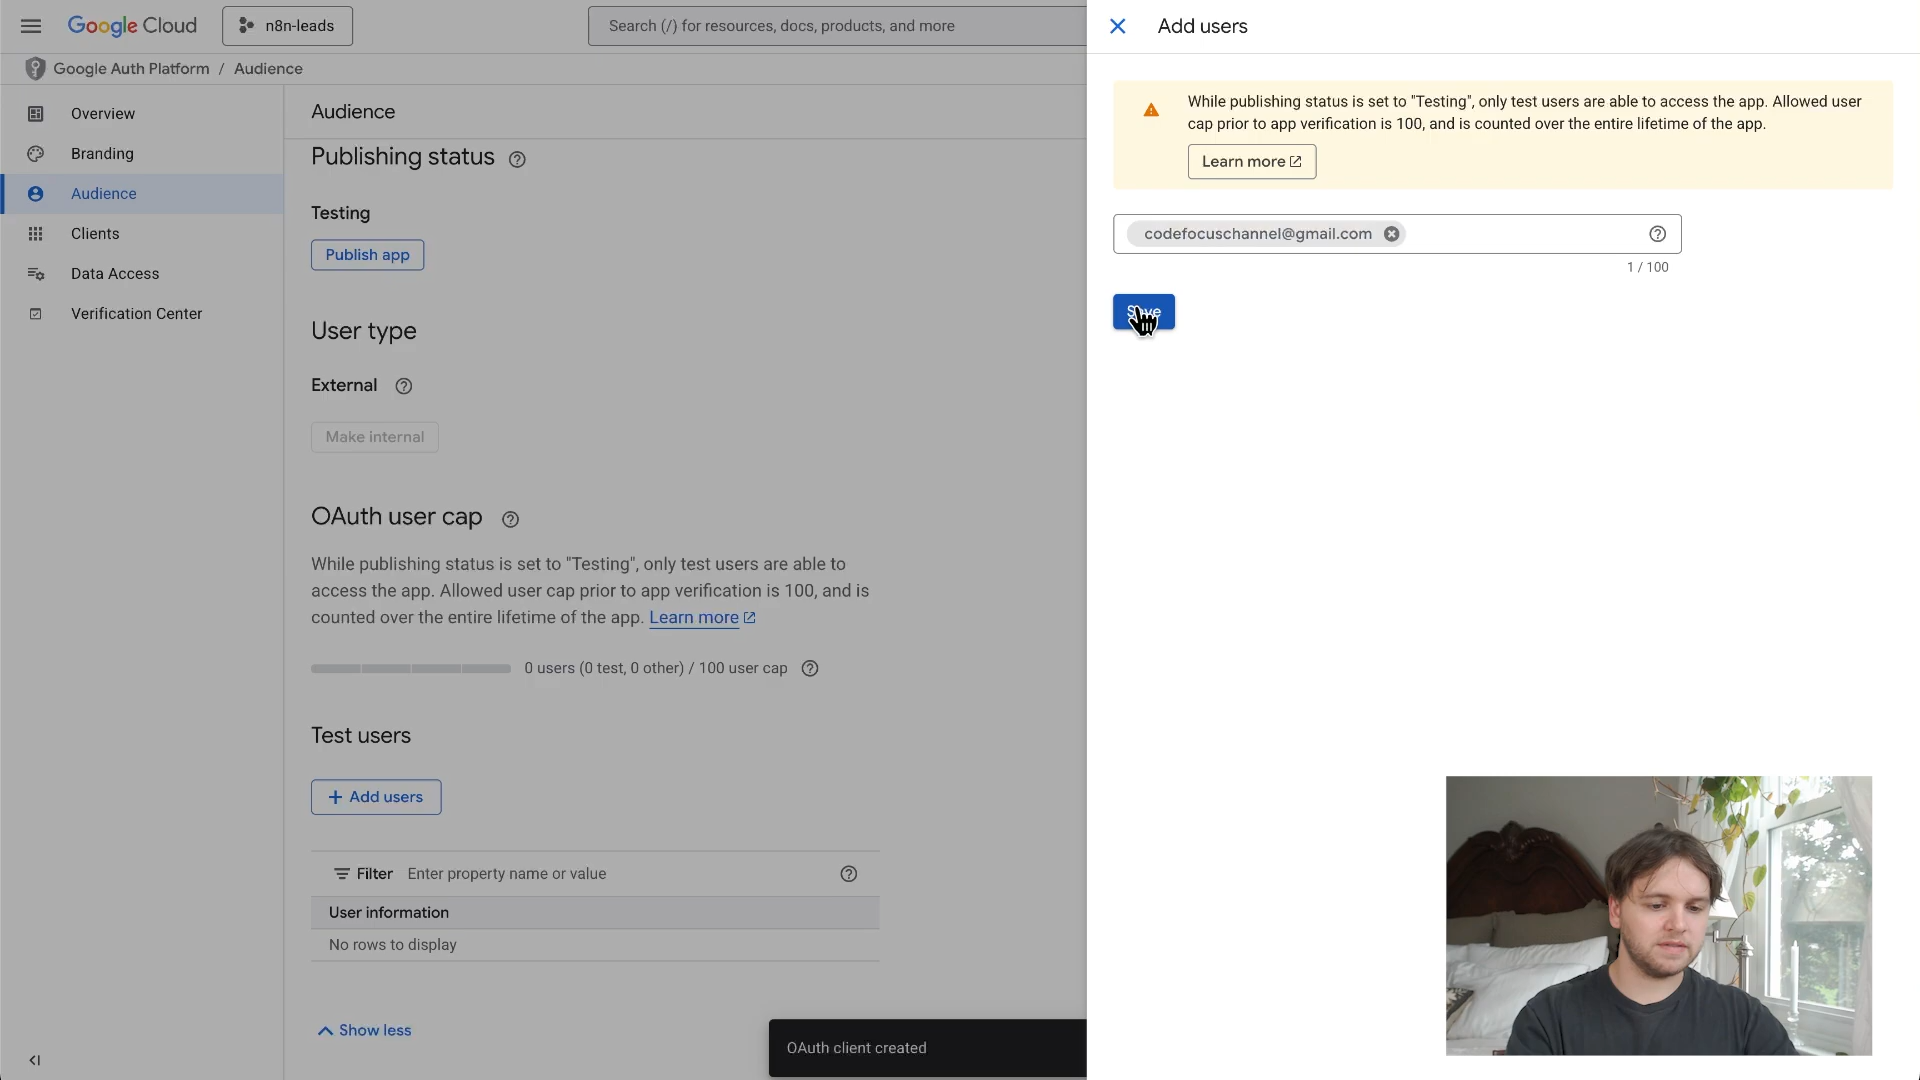 Google Cloud
n8n-leads
Search (/) for resources, docs, products, and more
Google Auth Platform / Audience
Overview
Branding
Audience
Clients
Data Access
Verification Center
Audience
Publishing status
Testing
Publish app
User type
External
Make internal
OAuth user cap
While publishing status is set to "Testing", only test users are able to
access the app. Allowed user cap prior to app verification is 100, and is
counted over the entire lifetime of the app. Learn more
0 users (0 test, 0 other) / 100 user cap
Test users
+ Add users
Filter Enter property name or value
User information
No rows to display
Show less
OAuth client created
Add users
While publishing status is set to "Testing", only test users are able to access the app. Allowed user
cap prior to app verification is 100, and is counted over the entire lifetime of the app.
Learn more
codefocuschannel@gmail.com
1 / 100
Save